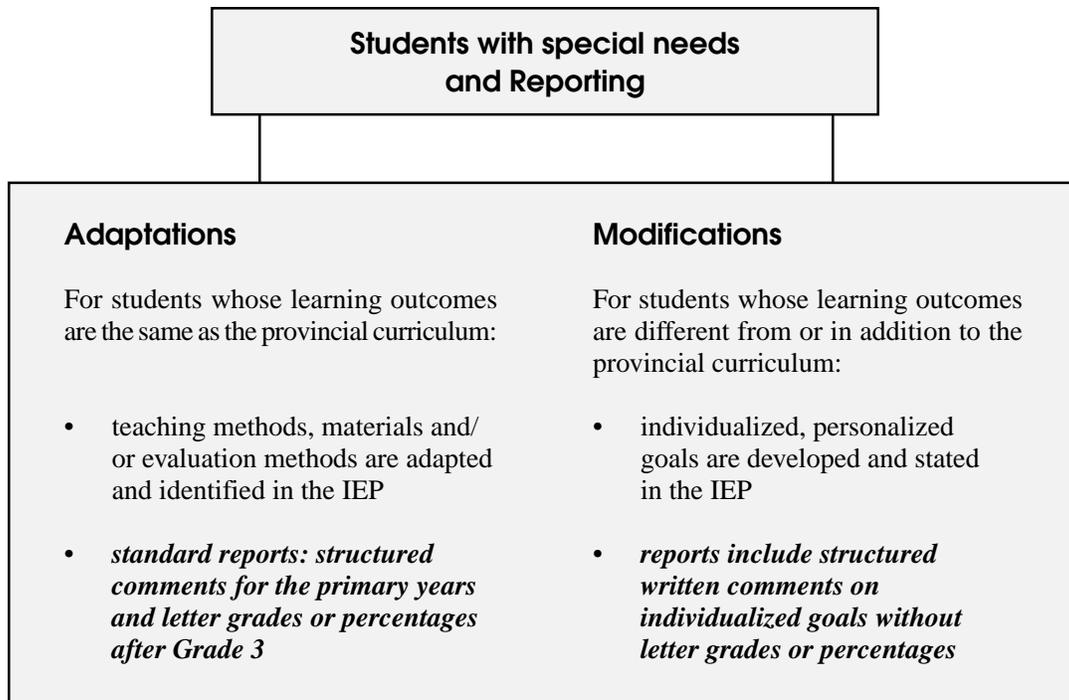 Students with special needs
and Reporting
Adaptations
For students whose learning outcomes
are the same as the provincial curriculum:
• teaching methods, materials and/
or evaluation methods are adapted
and identified in the IEP
• standard reports: structured
comments for the primary years
and letter grades or percentages
after Grade 3
Modifications
For students whose learning outcomes
are different from or in addition to the
provincial curriculum:
• individualized, personalized
goals are developed and stated
in the IEP
• reports include structured
written comments on
individualized goals without
letter grades or percentages